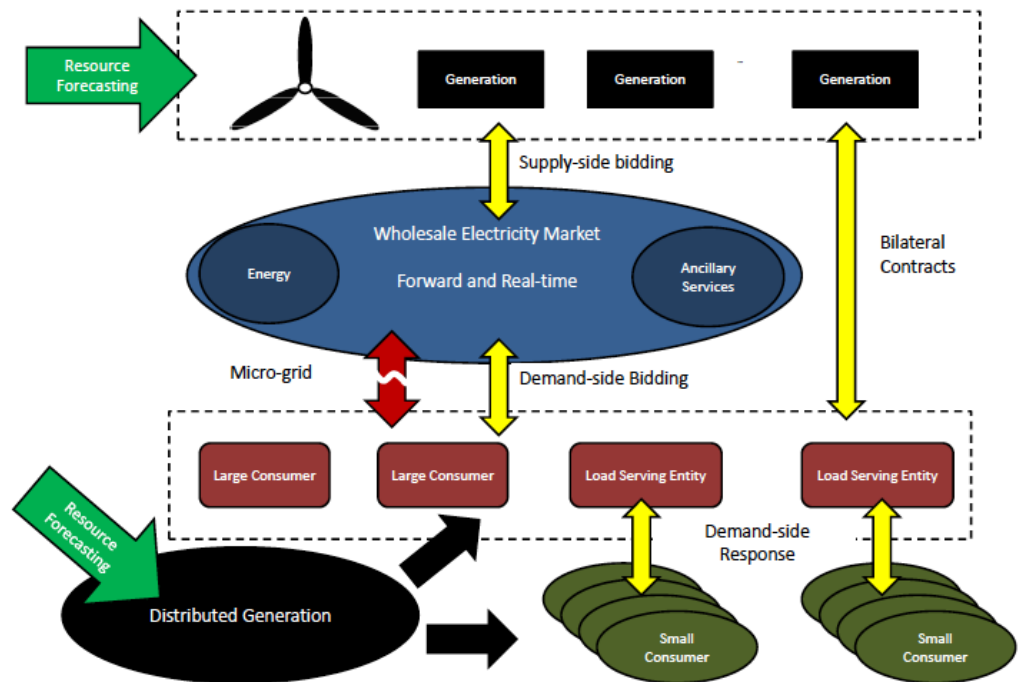 Resource
Forecasting
Generation
Generation
Generation
Supply-side bidding
Wholesale Electricity Market
Forward and Real-time
Energy
Ancillary
Services
Bilateral
Contracts
Micro-grid
Demand-side Bidding
Large Consumer
Large Consumer
Load Serving Entity
Load Serving Entity
Resource
Forecasting
Demand-side
Response
Distributed Generation
Small
Consumer
Small
Consumer